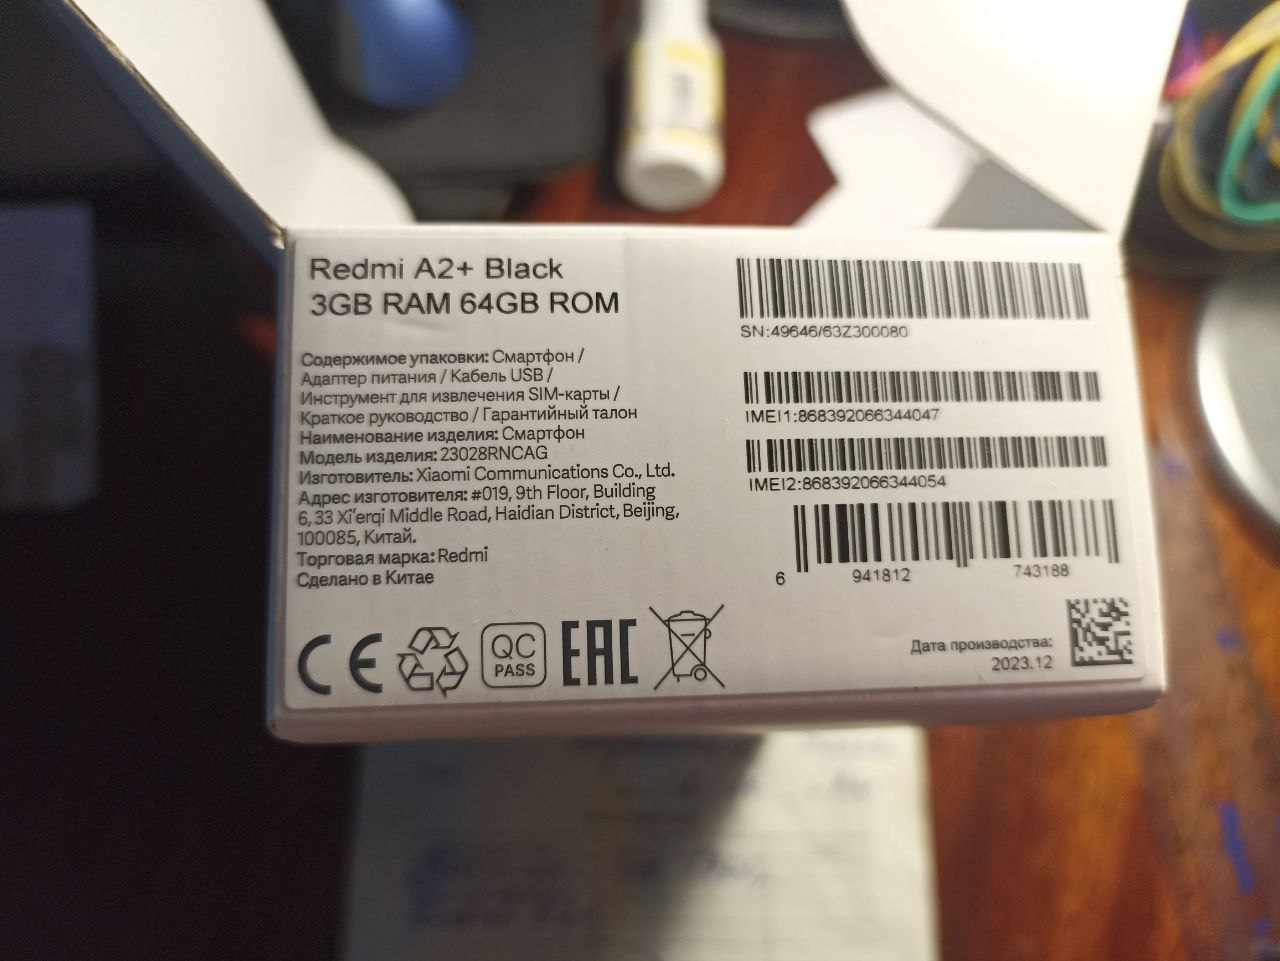 Redmi A2+ Black
3GB RAM 64GB ROM
Содержимое упаковки: Смартфон /
Адаптер питания / Кабель USB /
Инструмент для извлечения SIM-карты /
Краткое руководство / Гарантийный талон
Наименование изделия: Смартфон
Модель изделия: 23028RNCAG
Изготовитель: Xiaomi Communications Co., Ltd.
Адрес изготовителя: #019, 9th Floor, Building
6, 33 Xi'erqi Middle Road, Haidian District, Beijing,
100085, Китай.
Торговая марка: Redmi
Сделано в Китае
CE
QC
PASS
EAC
SN:49646/63Z300080
IMEI1:868392066344047
IMEI2:868392066344054
6 941812 743188
Дата производства:
2023.12